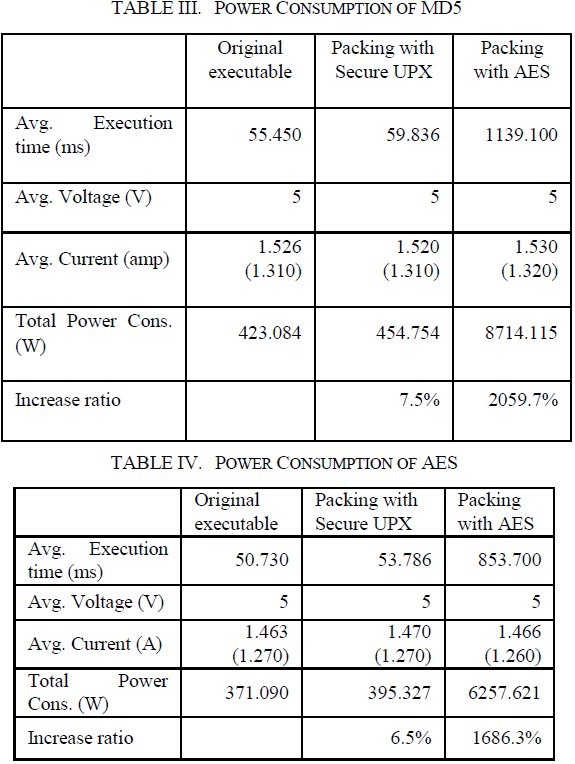 TABLE III. POWER CONSUMPTION OF MD5
Original Packing with Packing
executable Secure UPX with AES
Avg. Execution
time (ms) 55.450 59.836 1139.100
Avg. Voltage (V) 5 5 5
Avg. Current (amp) 1.526 1.520 1.530
(1.310) (1.310) (1.320)
Total Power Cons.
(W) 423.084 454.754 8714.115
Increase ratio 7.5% 2059.7%
TABLE IV. POWER CONSUMPTION OF AES
Original Packing with Packing
executable Secure UPX with AES
Avg. Execution
time (ms) 50.730 53.786 853.700
Avg. Voltage (V) 5 5 5
Avg. Current (A) 1.463 1.470 1.466
(1.270) (1.270) (1.260)
Total Power
Cons. (W) 371.090 395.327 6257.621
Increase ratio 6.5% 1686.3%